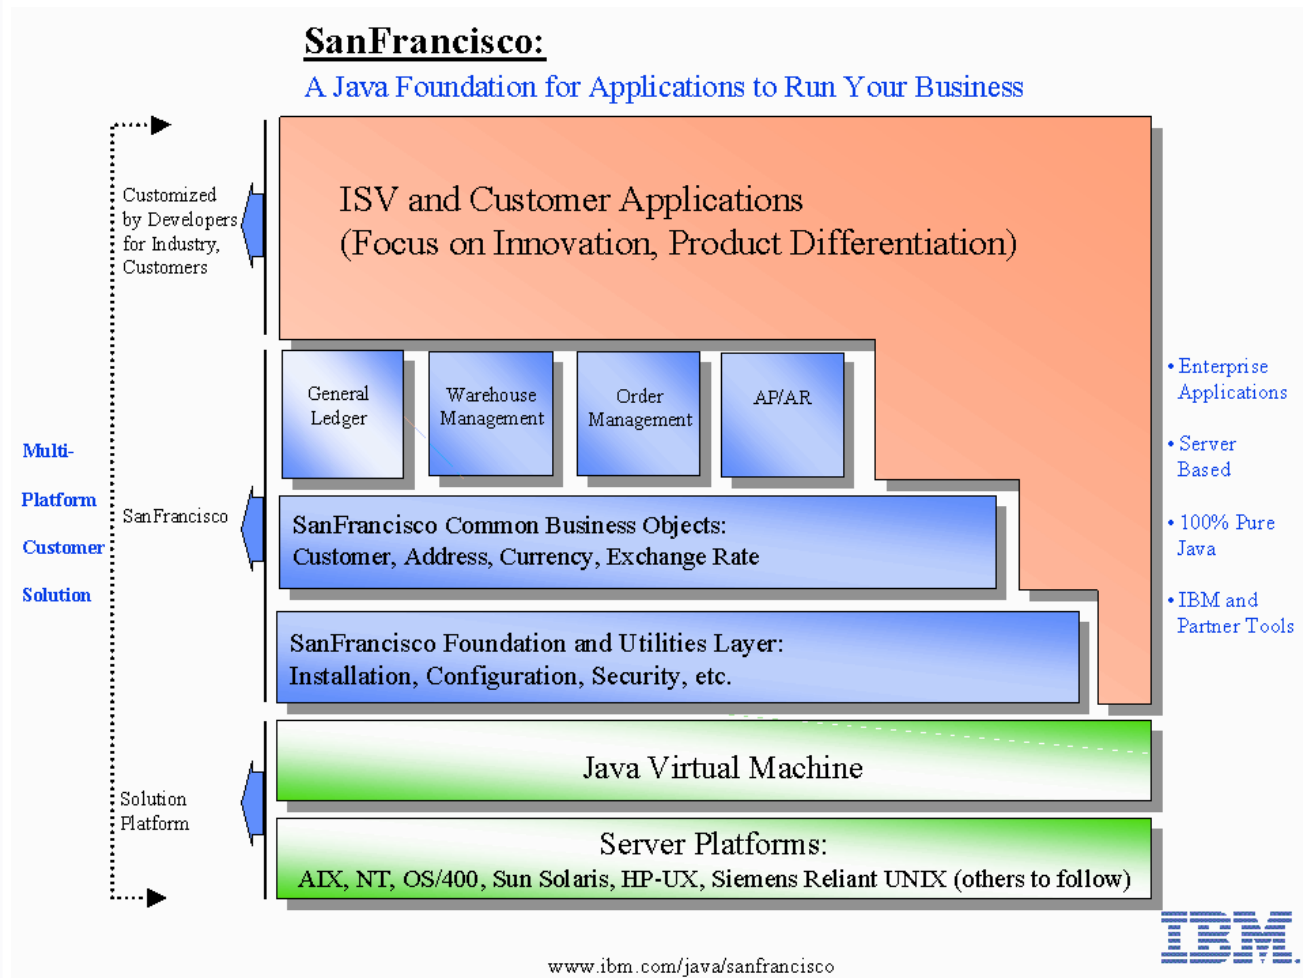 SanFrancisco:
A Java Foundation for Applications to Run Your Business
Customized
by Developers
for Industry,
Customers
ISV and Customer Applications
(Focus on Innovation, Product Differentiation)
General
Ledger
Warehouse
Management
Order
Management
AP/AR
• Enterprise
Applications
• Server
Based
• 100% Pure
Java
• IBM and
Partner Tools
Multi-
Platform
Customer
Solution
SanFrancisco
SanFrancisco Common Business Objects:
Customer, Address, Currency, Exchange Rate
SanFrancisco Foundation and Utilities Layer:
Installation, Configuration, Security, etc.
Solution
Platform
Java Virtual Machine
Server Platforms:
AIX, NT, OS/400, Sun Solaris, HP-UX, Siemens Reliant UNIX (others to follow)
IBM.
www.ibm.com/java/sanfrancisco